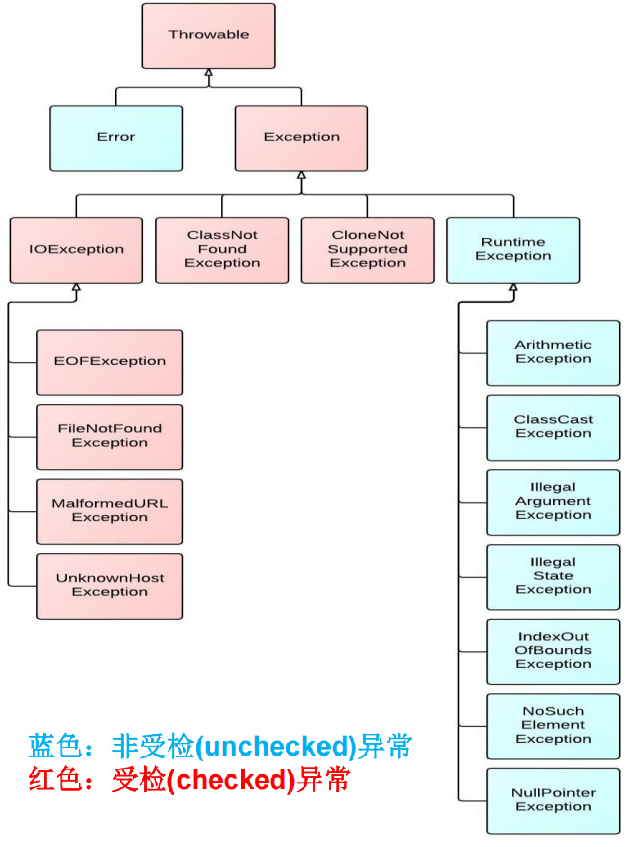 Throwable
Error
Exception
IOException
ClassNot
Found
Exception
CloneNot
Supported
Exception
Runtime
Exception
EOFException
FileNotFound
Exception
MalformedURL
Exception
UnknownHost
Exception
Arithmetic
Exception
ClassCast
Exception
Illegal
Argument
Exception
Illegal
State
Exception
IndexOut
OfBounds
Exception
NoSuch
Element
Exception
NullPointer
Exception
蓝色：非受检(unchecked)异常
红色：受检(checked)异常